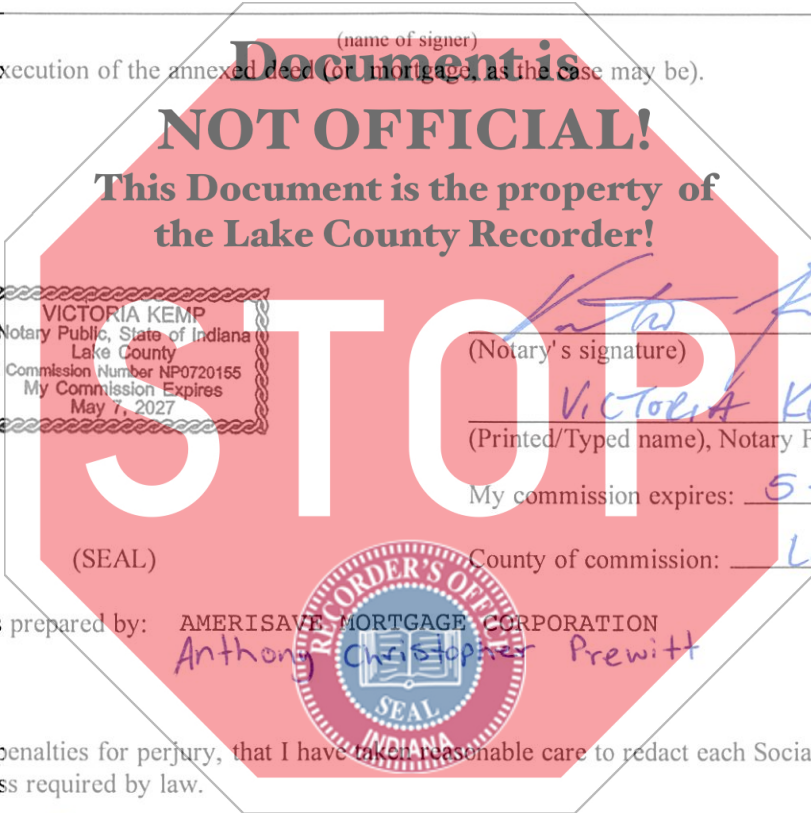 (name of signer)
xecution of the annexed deed (or mortgage, as the case may be).
Document is
NOT OFFICIAL!
This Document is the property of
the Lake County Recorder!
STOP
VICTORIA KEMP
Notary Public, State of Indiana
Lake County
Commission Number NP0720155
My Commission Expires
May 7, 2027
(Notary's signature)
VICTORIA K
(Printed/Typed name), Notary P
My commission expires: 5
(SEAL)
County of commission: L
RECORDER'S OFFICE
SEAL
INDIANA
prepared by: AMERISAVE MORTGAGE CORPORATION
Anthony Christopher Prewitt
penalties for perjury, that I have taken reasonable care to redact each Socia
ss required by law.